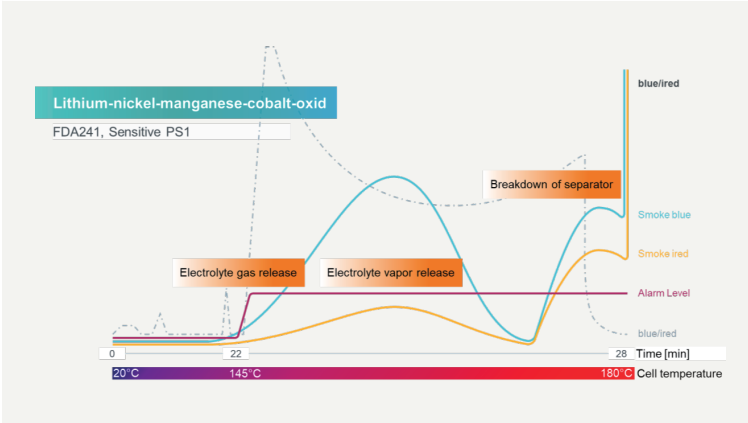 blue/ired
Lithium-nickel-manganese-cobalt-oxid
FDA241, Sensitive PS1
Breakdown of separator
Smoke blue
Smoke ired
Electrolyte gas release
Electrolyte vapor release
Alarm Level
blue/ired
0 22 28 Time [min]
20°C 145°C 180°C Cell temperature